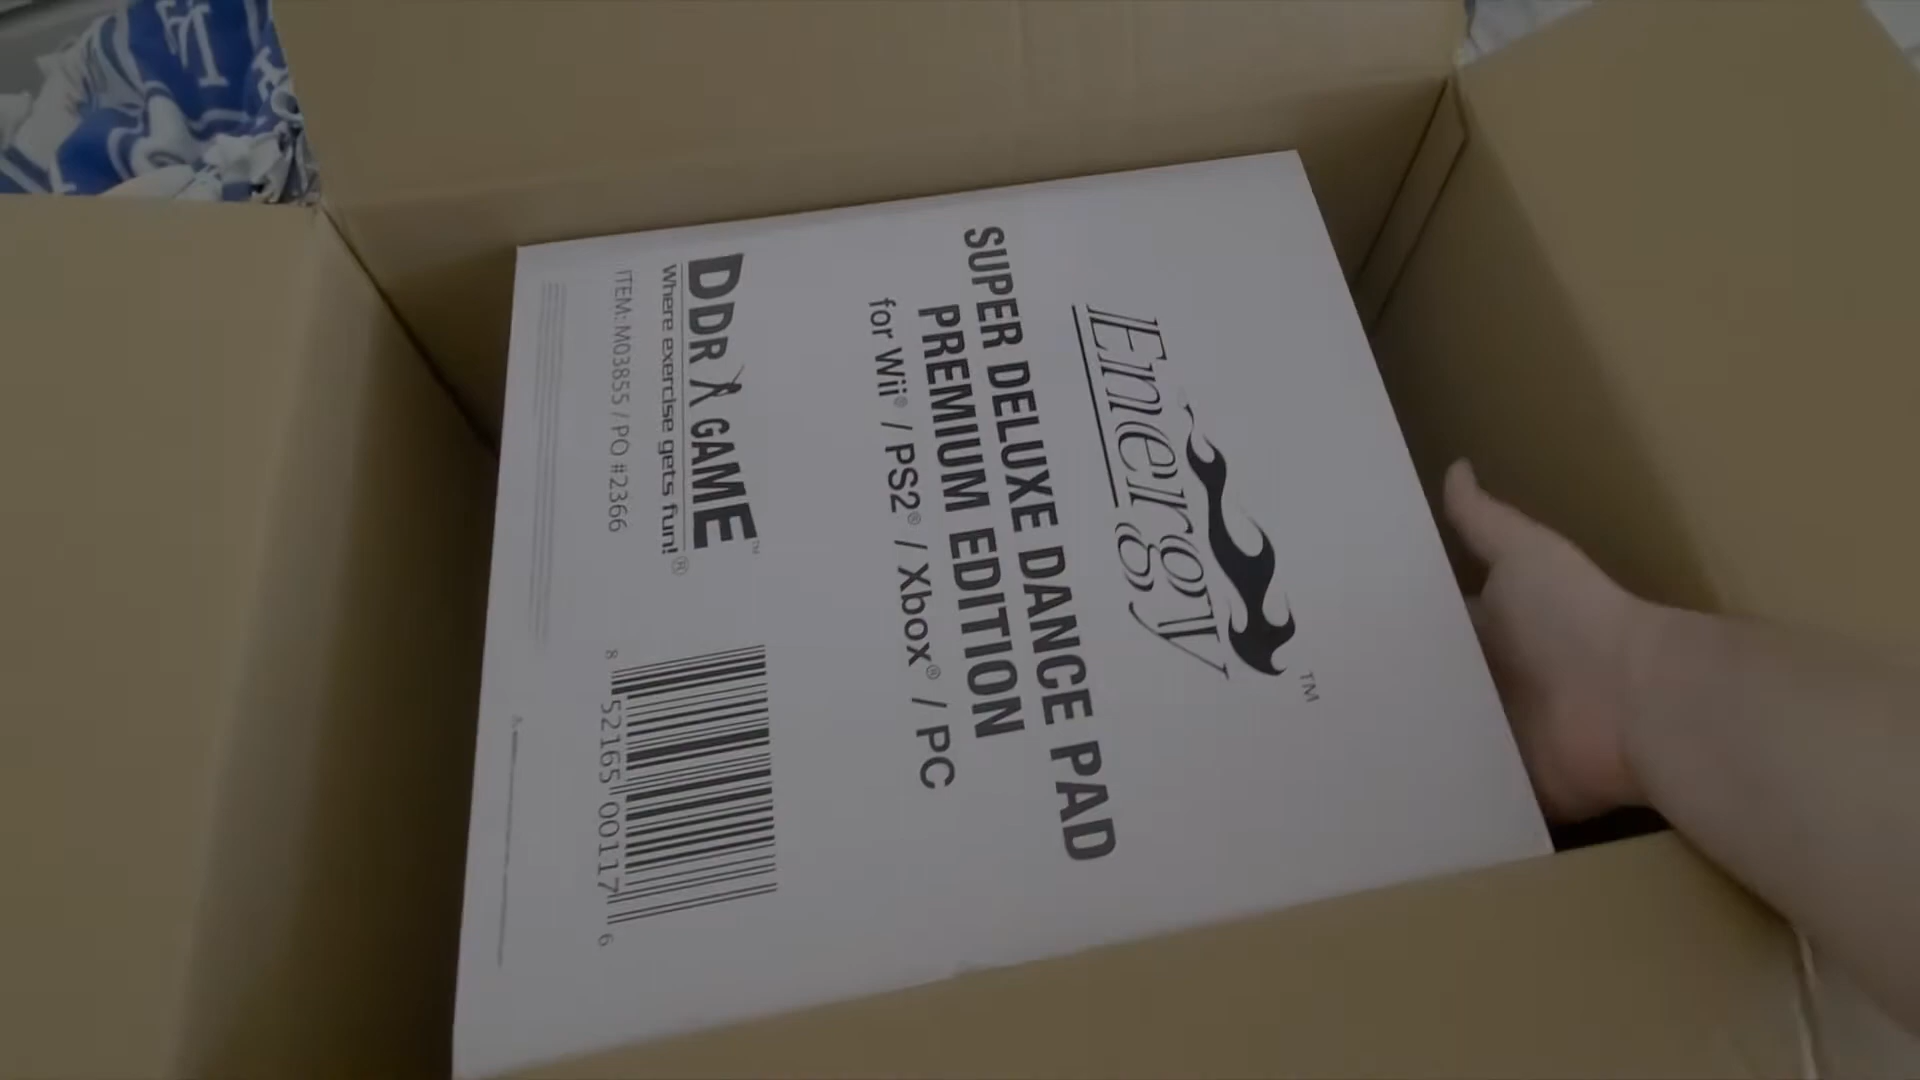 Energy™
SUPER DELUXE DANCE PAD
PREMIUM EDITION
for Wii® / PS2® / Xbox® / PC
DDR GAME™
Where exercise gets fun!®
ITEM: M03855 / PO #2366
8 52165 00117 6